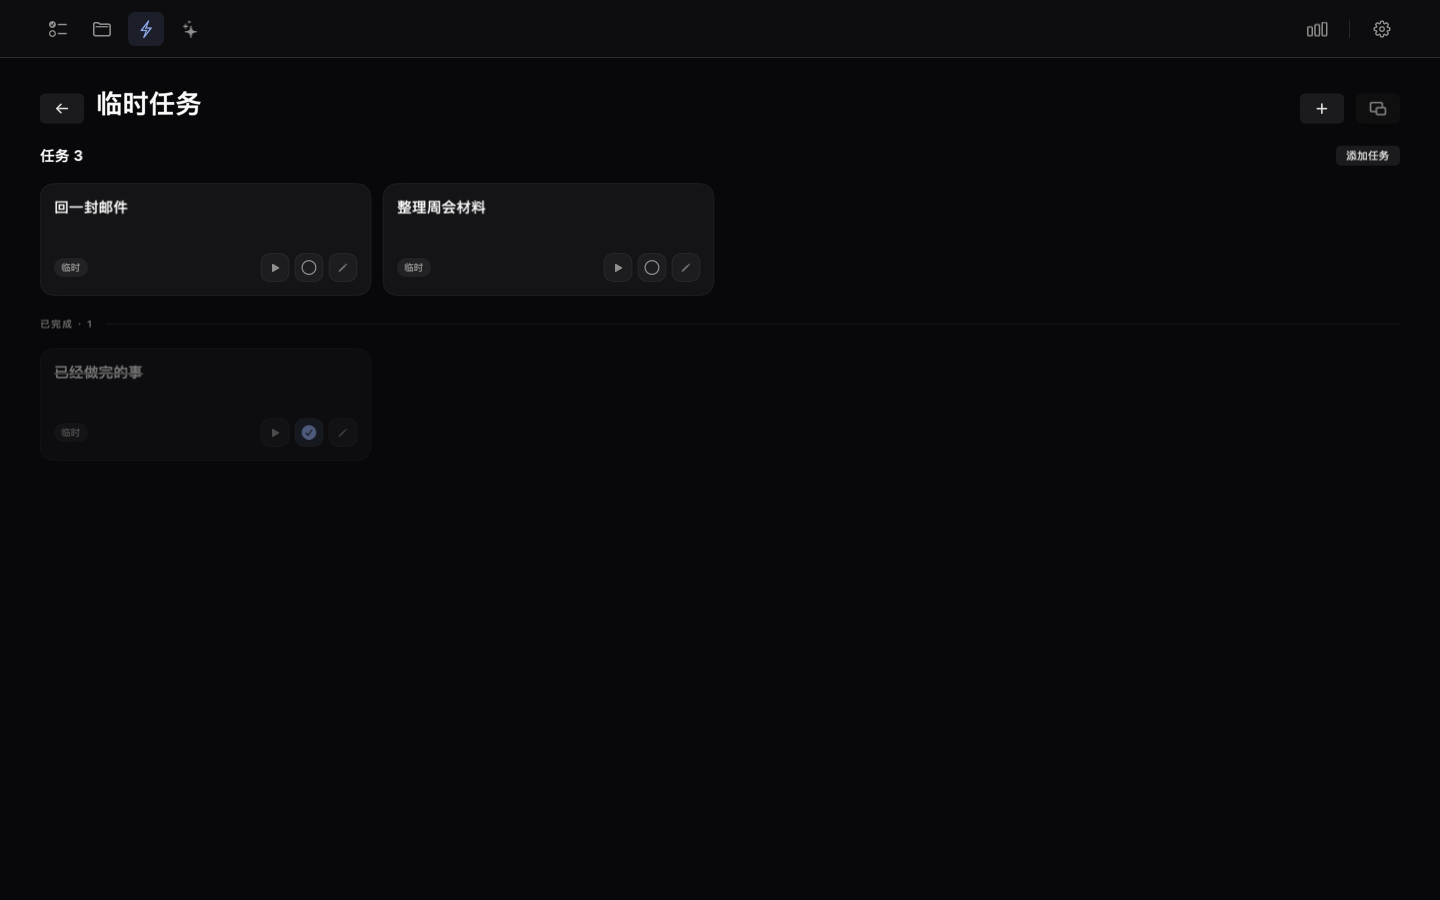 临时任务
任务 3
添加任务
回一封邮件
临时
整理周会材料
临时
已完成 · 1
已经做完的事
临时